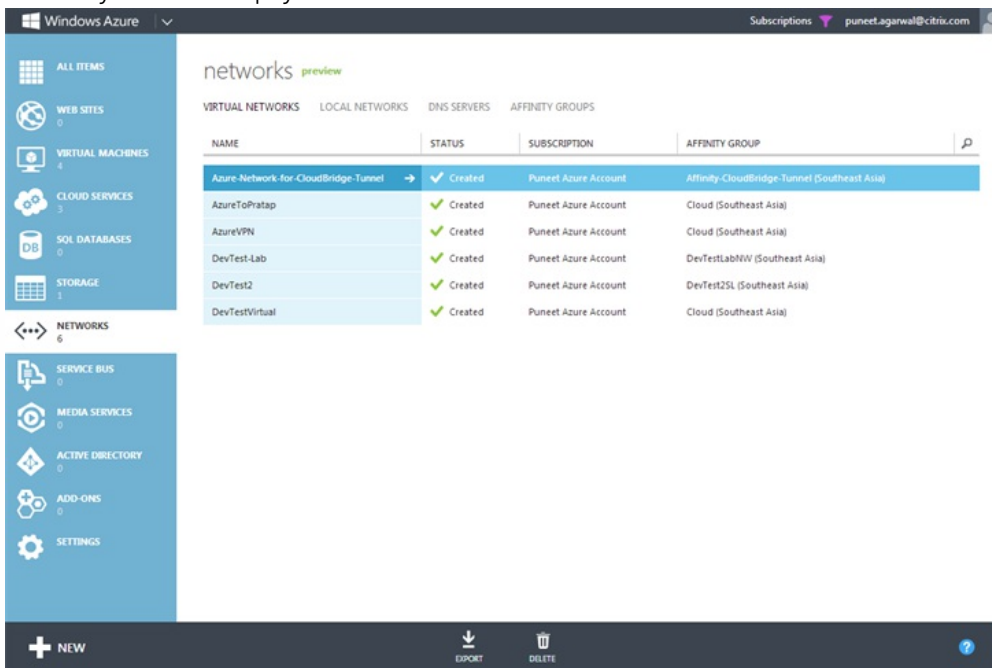 Windows Azure
Subscriptions puneet.agarwal@citrix.com
ALL ITEMS
WEB SITES
0
VIRTUAL MACHINES
4
CLOUD SERVICES
3
DB SQL DATABASES
0
STORAGE
1
NETWORKS
6
SERVICE BUS
0
MEDIA SERVICES
0
ACTIVE DIRECTORY
0
ADD-ONS
0
SETTINGS
networks preview
VIRTUAL NETWORKS LOCAL NETWORKS DNS SERVERS AFFINITY GROUPS
NAME STATUS SUBSCRIPTION AFFINITY GROUP
Azure-Network-for-CloudBridge-Tunnel Created Puneet Azure Account Affinity-CloudBridge-Tunnel (Southeast Asia)
AzureToPratap Created Puneet Azure Account Cloud (Southeast Asia)
AzureVPN Created Puneet Azure Account Cloud (Southeast Asia)
DevTest-Lab Created Puneet Azure Account DevTestLabNW (Southeast Asia)
DevTest2 Created Puneet Azure Account DevTest2SL (Southeast Asia)
DevTestVirtual Created Puneet Azure Account Cloud (Southeast Asia)
NEW
EXPORT DELETE
?